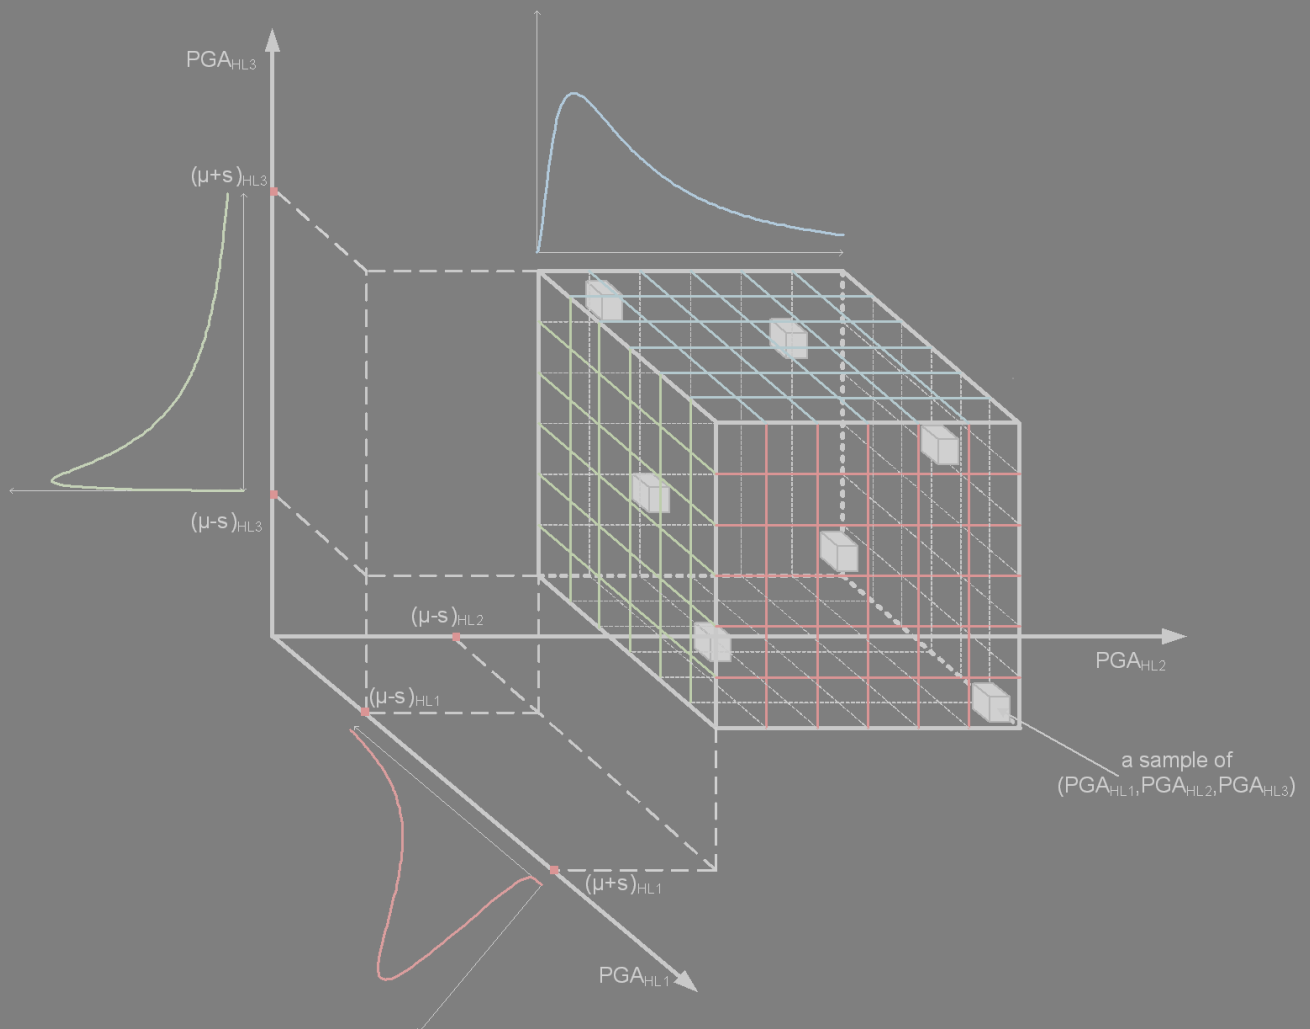 PGAHL3
(μ+s)HL3
(μ-s)HL3
(μ-s)HL2
PGAHL2
(μ-s)HL1
a sample of
(PGAHL1,PGAHL2,PGAHL3)
(μ+s)HL1
PGAHL1